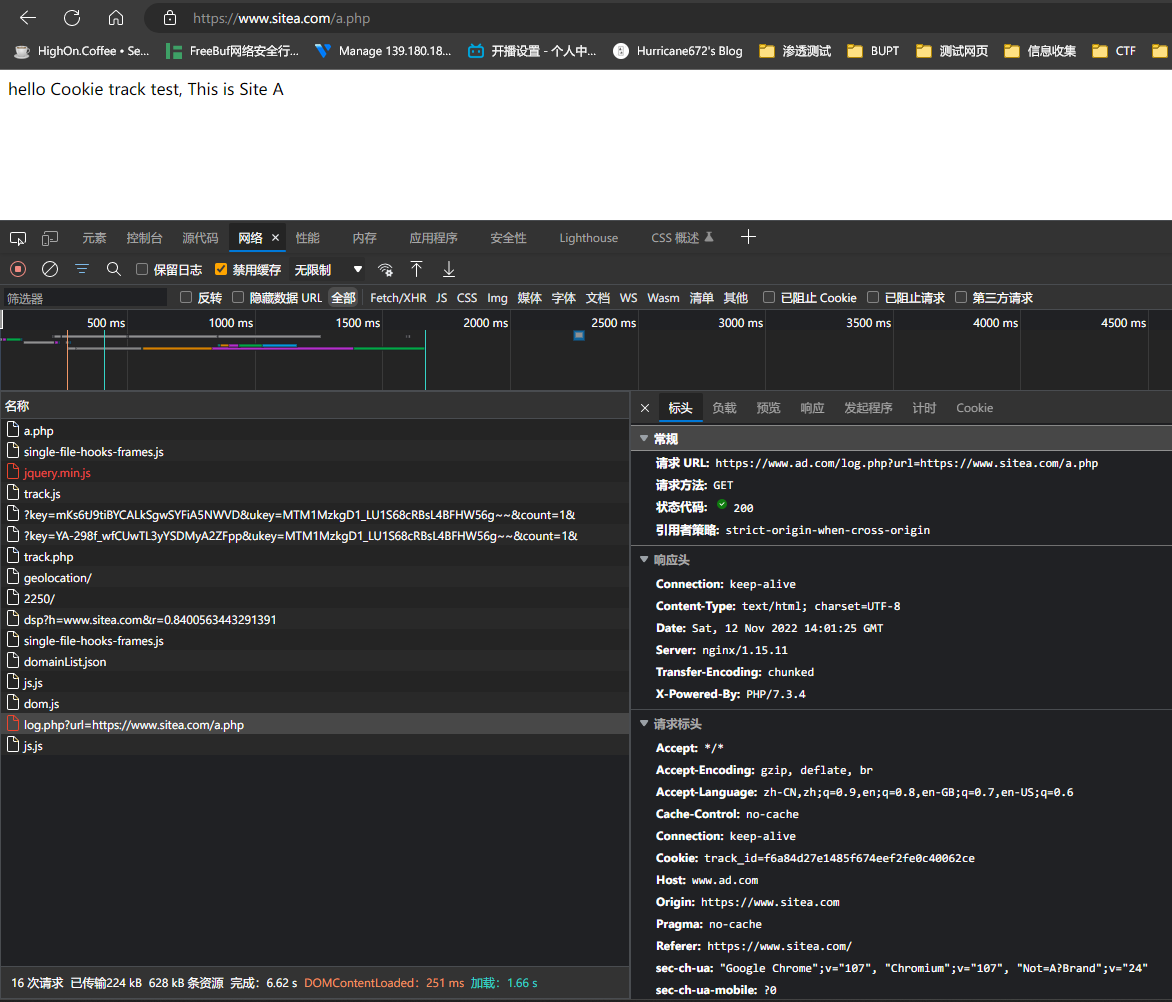 https://www.sitea.com/a.php
HighOn.Coffee • Se... FreeBuf网络安全行... Manage 139.180.18... 开播设置 - 个人中... Hurricane672's Blog 渗透测试 BUPT 测试网页 信息收集 CTF
hello Cookie track test, This is Site A
元素 控制台 源代码 网络 × 性能 内存 应用程序 安全性 Lighthouse CSS 概述
保留日志 禁用缓存 无限制
筛选器 反转 隐藏数据 URL 全部 Fetch/XHR JS CSS Img 媒体 字体 文档 WS Wasm 清单 其他 已阻止 Cookie 已阻止请求 第三方请求
500 ms 1000 ms 1500 ms 2000 ms 2500 ms 3000 ms 3500 ms 4000 ms 4500 ms
名称
a.php
single-file-hooks-frames.js
jquery.min.js
track.js
?key=mKs6tJ9tiBYCALkSgwSYFiA5NWVD&ukey=MTM1MzkgD1_LU1S68cRBsL4BFHW56g~~&count=1&
?key=YA-298f_wfCUwTL3yYSDMyA2ZFpp&ukey=MTM1MzkgD1_LU1S68cRBsL4BFHW56g~~&count=1&
track.php
geolocation/
2250/
dsp?h=www.sitea.com&r=0.8400563443291391
single-file-hooks-frames.js
domainList.json
js.js
dom.js
log.php?url=https://www.sitea.com/a.php
js.js
16 次请求 已传输224 kB 628 kB 条资源 完成：6.62 s DOMContentLoaded：251 ms 加载：1.66 s
× 标头 负载 预览 响应 发起程序 计时 Cookie
常规
请求 URL: https://www.ad.com/log.php?url=https://www.sitea.com/a.php
请求方法: GET
状态代码: 200
引用者策略: strict-origin-when-cross-origin
响应头
Connection: keep-alive
Content-Type: text/html; charset=UTF-8
Date: Sat, 12 Nov 2022 14:01:25 GMT
Server: nginx/1.15.11
Transfer-Encoding: chunked
X-Powered-By: PHP/7.3.4
请求标头
Accept: */*
Accept-Encoding: gzip, deflate, br
Accept-Language: zh-CN,zh;q=0.9,en;q=0.8,en-GB;q=0.7,en-US;q=0.6
Cache-Control: no-cache
Connection: keep-alive
Cookie: track_id=f6a84d27e1485f674eef2fe0c40062ce
Host: www.ad.com
Origin: https://www.sitea.com
Pragma: no-cache
Referer: https://www.sitea.com/
sec-ch-ua: "Google Chrome";v="107", "Chromium";v="107", "Not=A?Brand";v="24"
sec-ch-ua-mobile: ?0